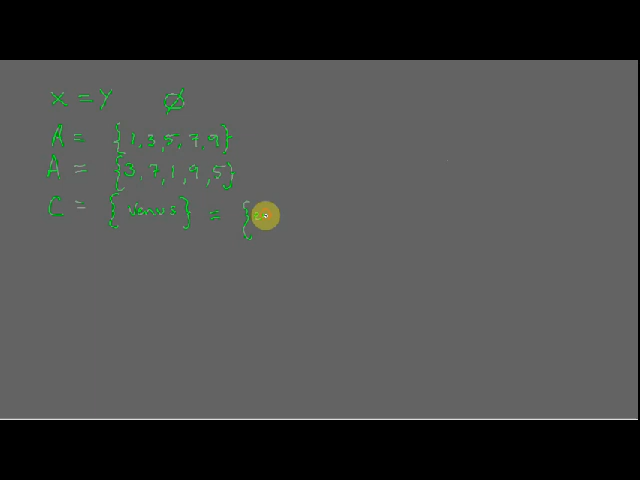 x = y ∅
A = {1,3,5,7,9}
A = {3,7,1,9,5}
C = {venus} = {